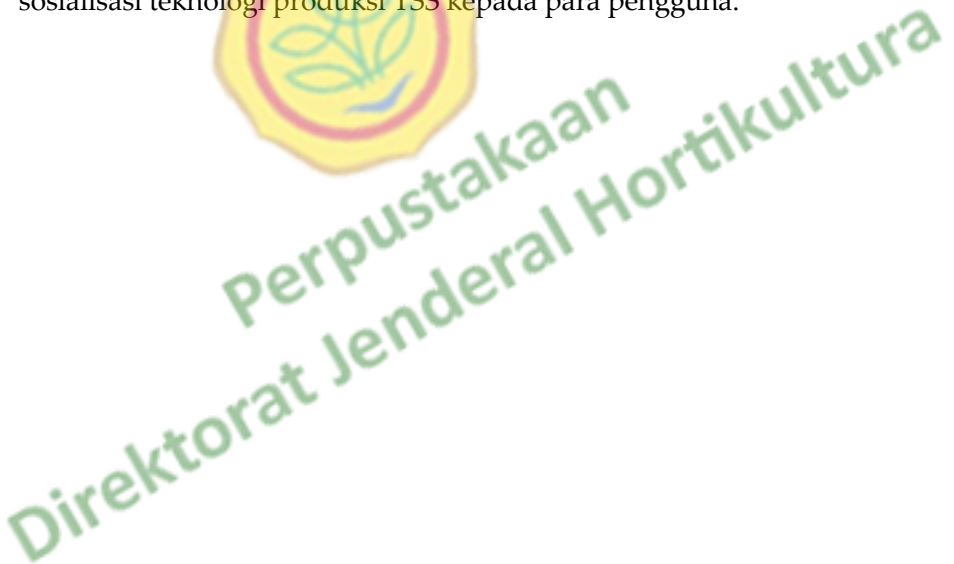 sosialisasi teknologi produksi TSS kepada para pengguna.
Perpustakaan
Direktorat Jenderal Hortikultura